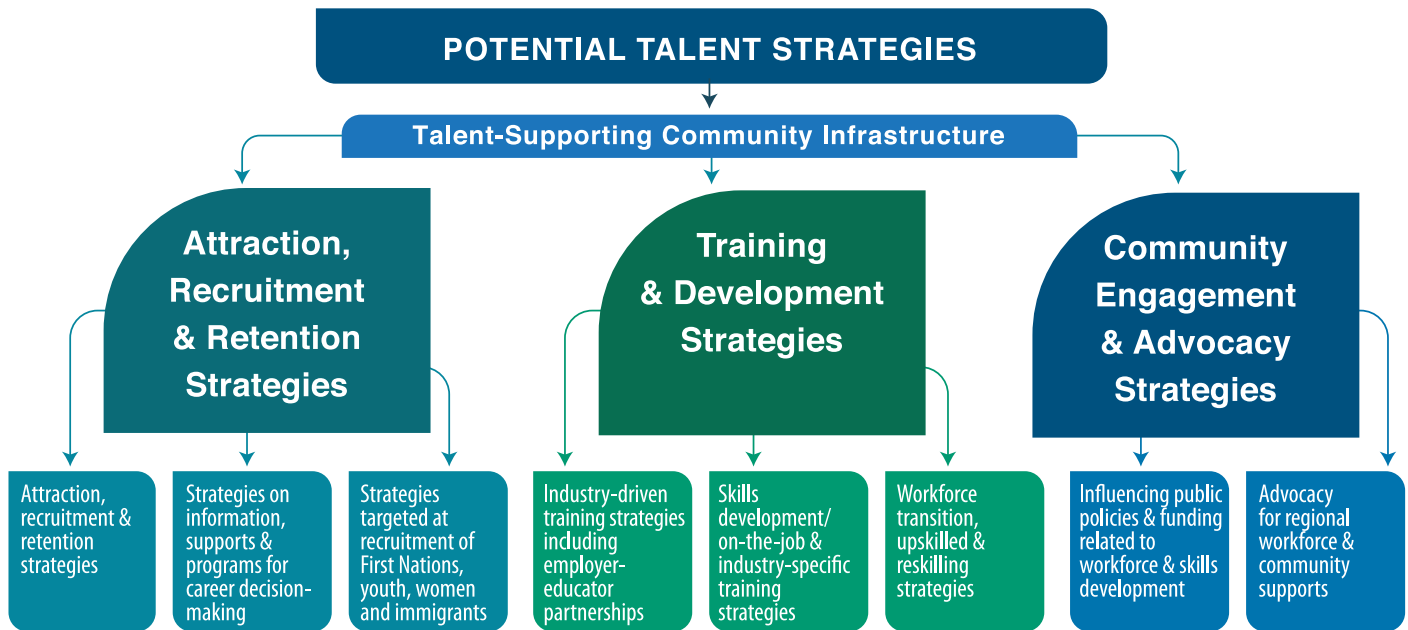 POTENTIAL TALENT STRATEGIES
Talent-Supporting Community Infrastructure
Attraction,
Recruitment
& Retention
Strategies
Training
& Development
Strategies
Community
Engagement
& Advocacy
Strategies
Attraction,
recruitment &
retention
strategies
Strategies on
information,
supports &
programs for
career decision-
making
Strategies
targeted at
recruitment of
First Nations,
youth, women
and immigrants
Industry-driven
training strategies
including
employer-
educator
partnerships
Skills
development/
on-the-job &
industry-specific
training
strategies
Workforce
transition,
upskilled &
reskilling
strategies
Influencing public
policies & funding
related to
workforce & skills
development
Advocacy
for regional
workforce &
community
supports